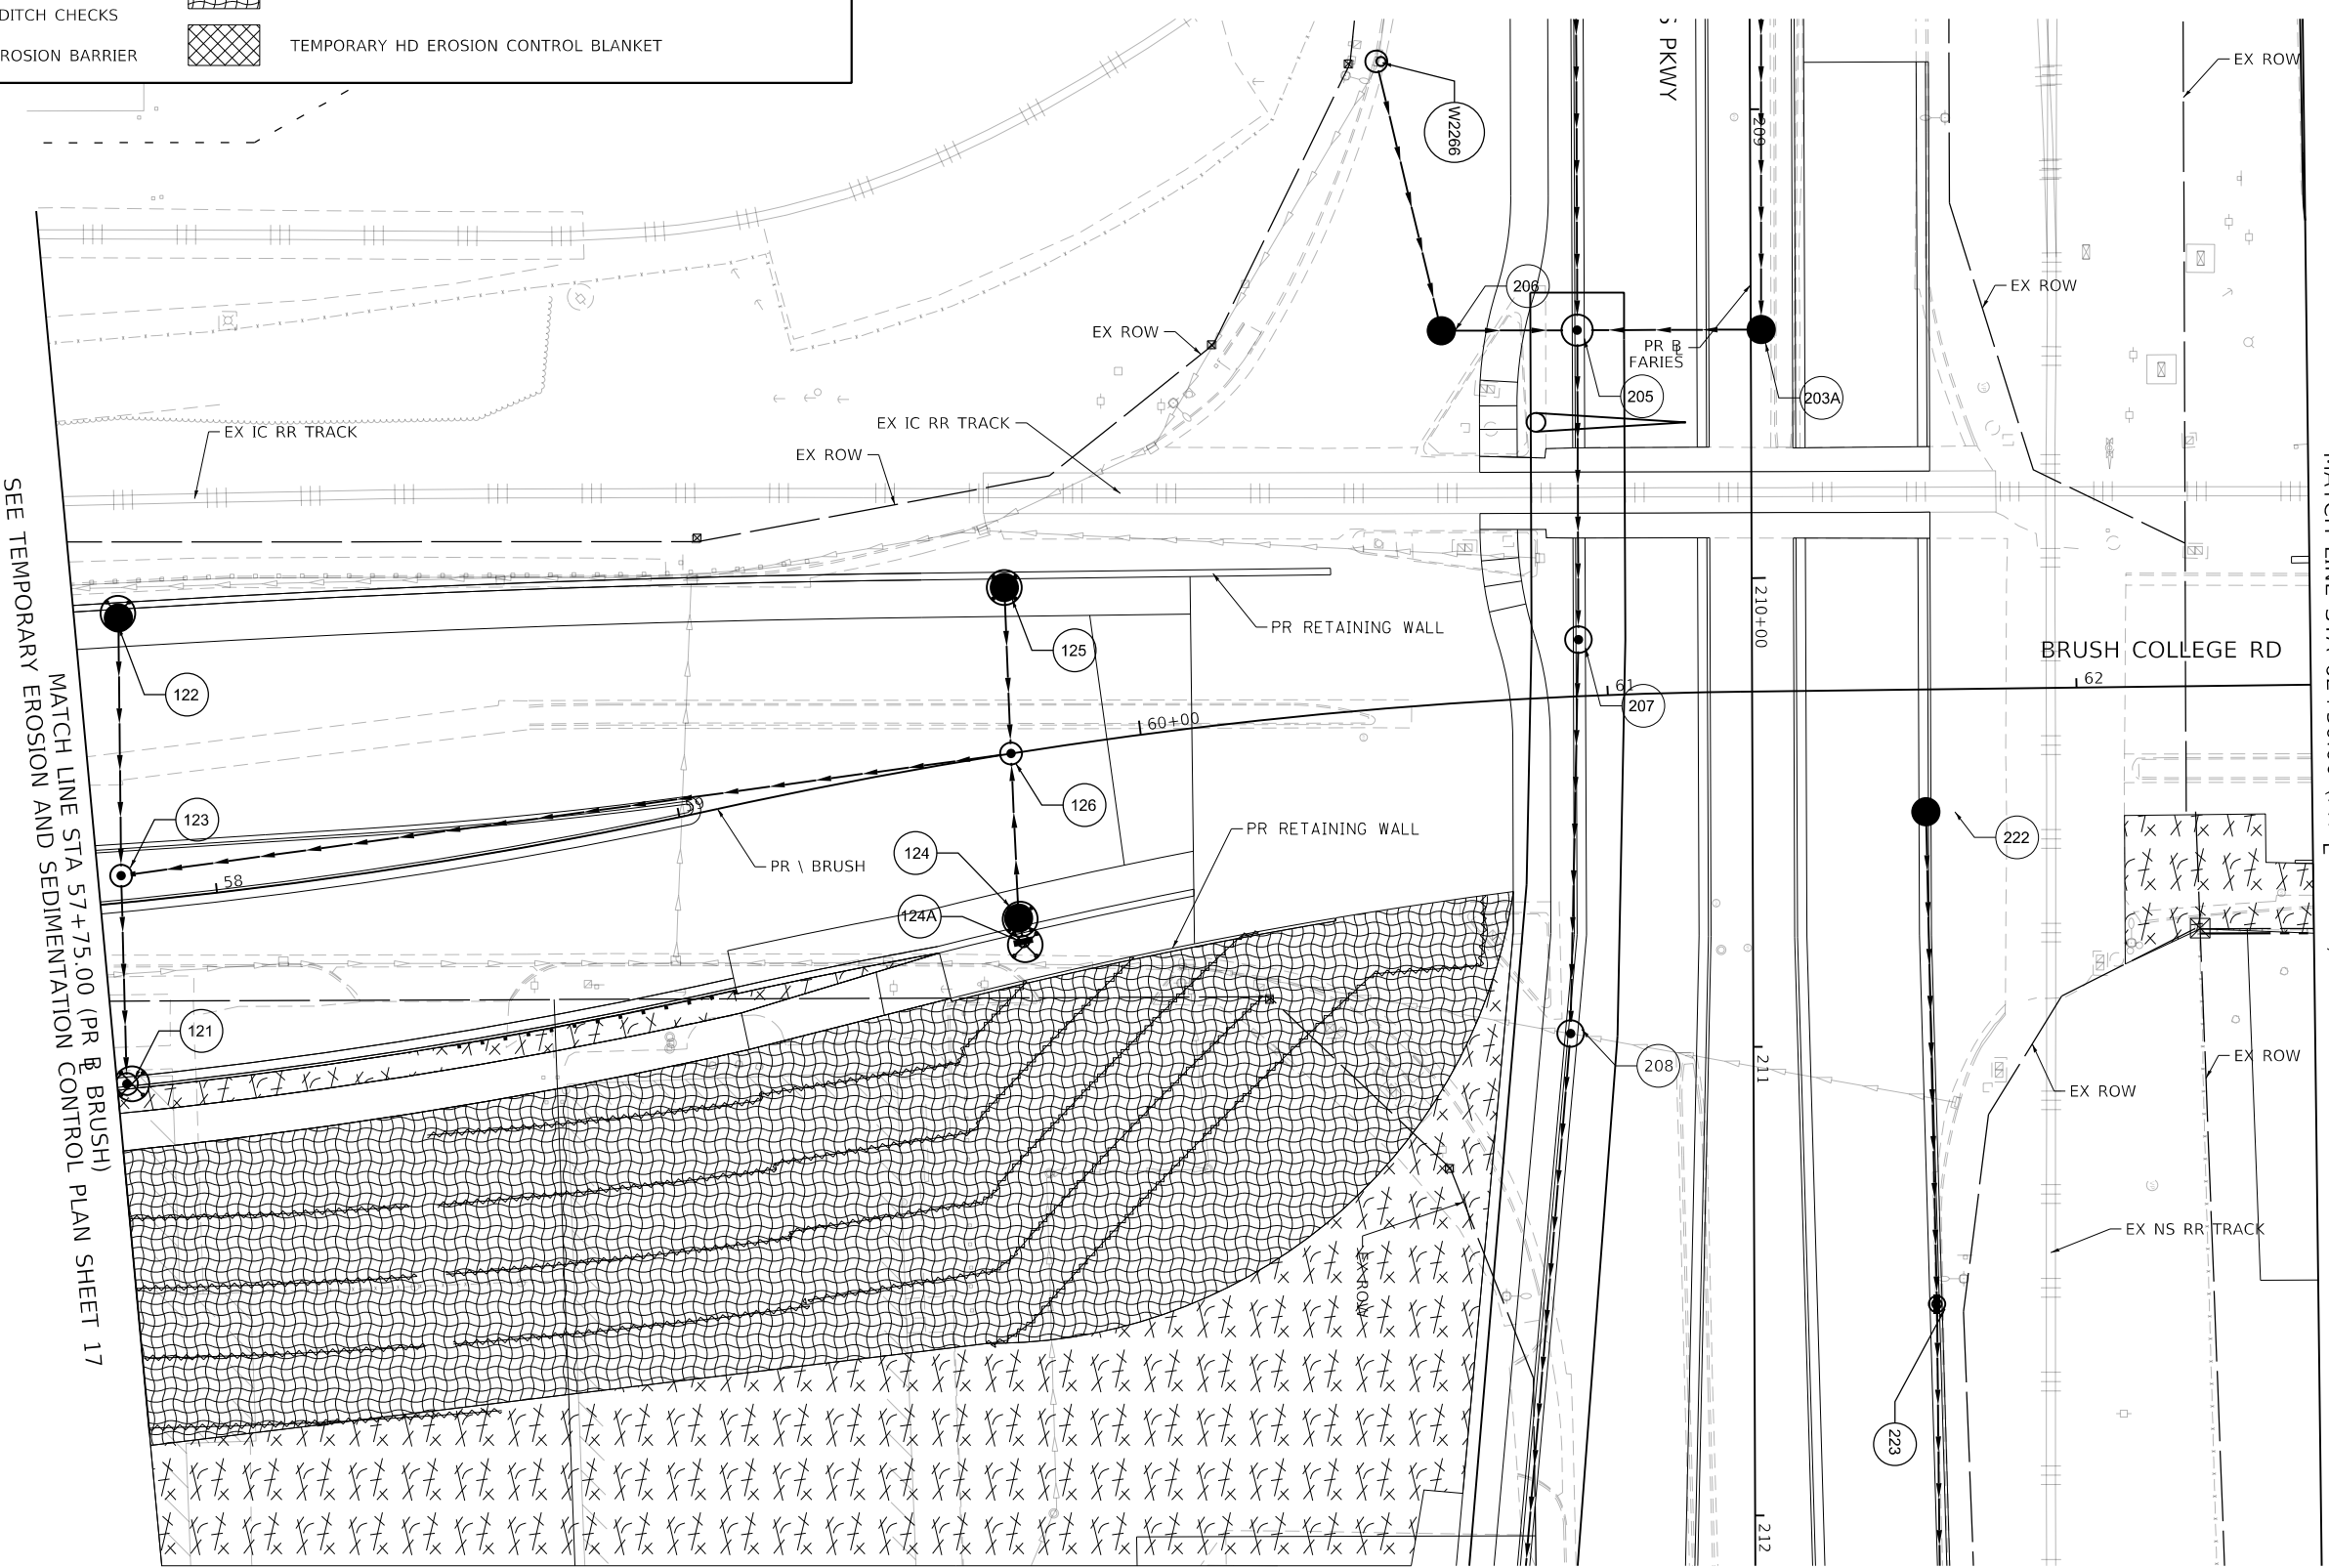 DITCH CHECKS
TEMPORARY HD EROSION CONTROL BLANKET
PKWY
EX ROW
W2266
209
206
EX ROW
EX ROW
PR B
FARIES
205
203A
EX IC RR TRACK
EX IC RR TRACK
EX ROW
210+00
PR RETAINING WALL
BRUSH COLLEGE RD
125
122
61
62
207
60+00
126
123
59
PR RETAINING WALL
124
PR \ BRUSH
222
58
124A
121
208
211
EX ROW
EX ROW
EX NS RR TRACK
EX ROW
223
212
MATCH LINE STA 57+75.00 (PR B BRUSH)
SEE TEMPORARY EROSION AND SEDIMENTATION CONTROL PLAN SHEET 17